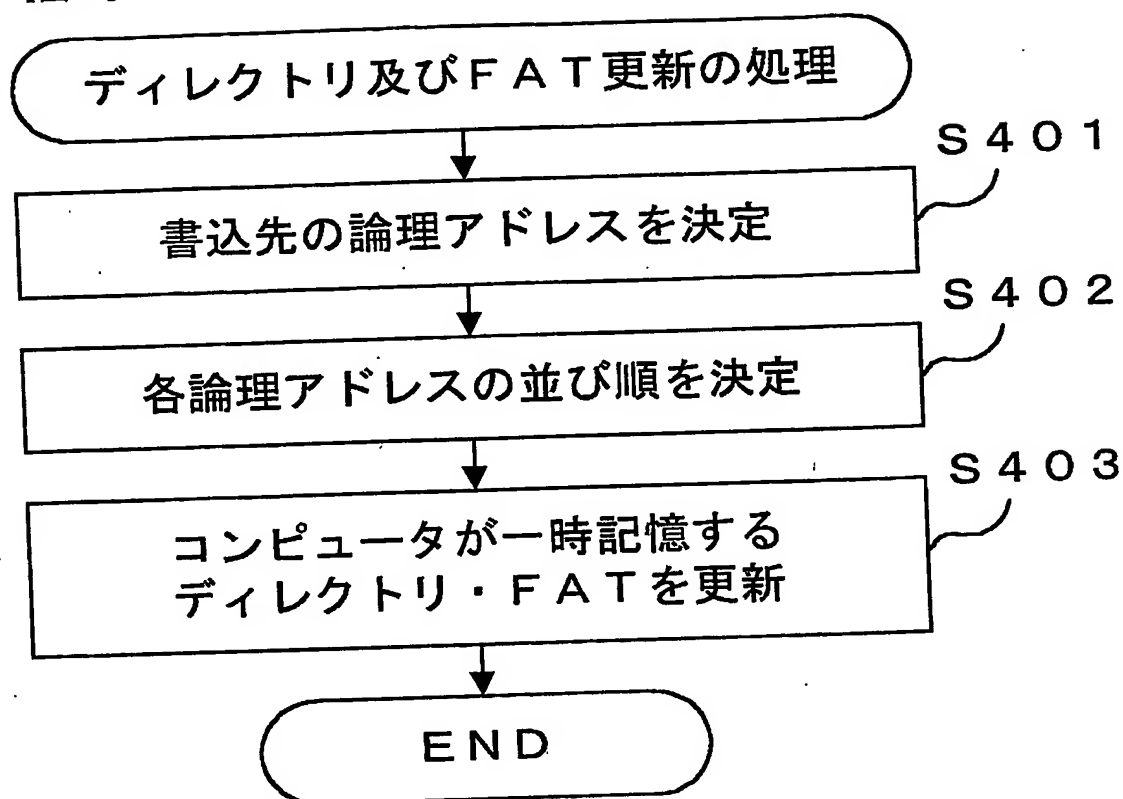 ディレクトリ及びＦＡＴ更新の処理
Ｓ４０１
書込先の論理アドレスを決定
Ｓ４０２
各論理アドレスの並び順を決定
Ｓ４０３
コンピュータが一時記憶する
ディレクトリ・ＦＡＴを更新
ＥＮＤ